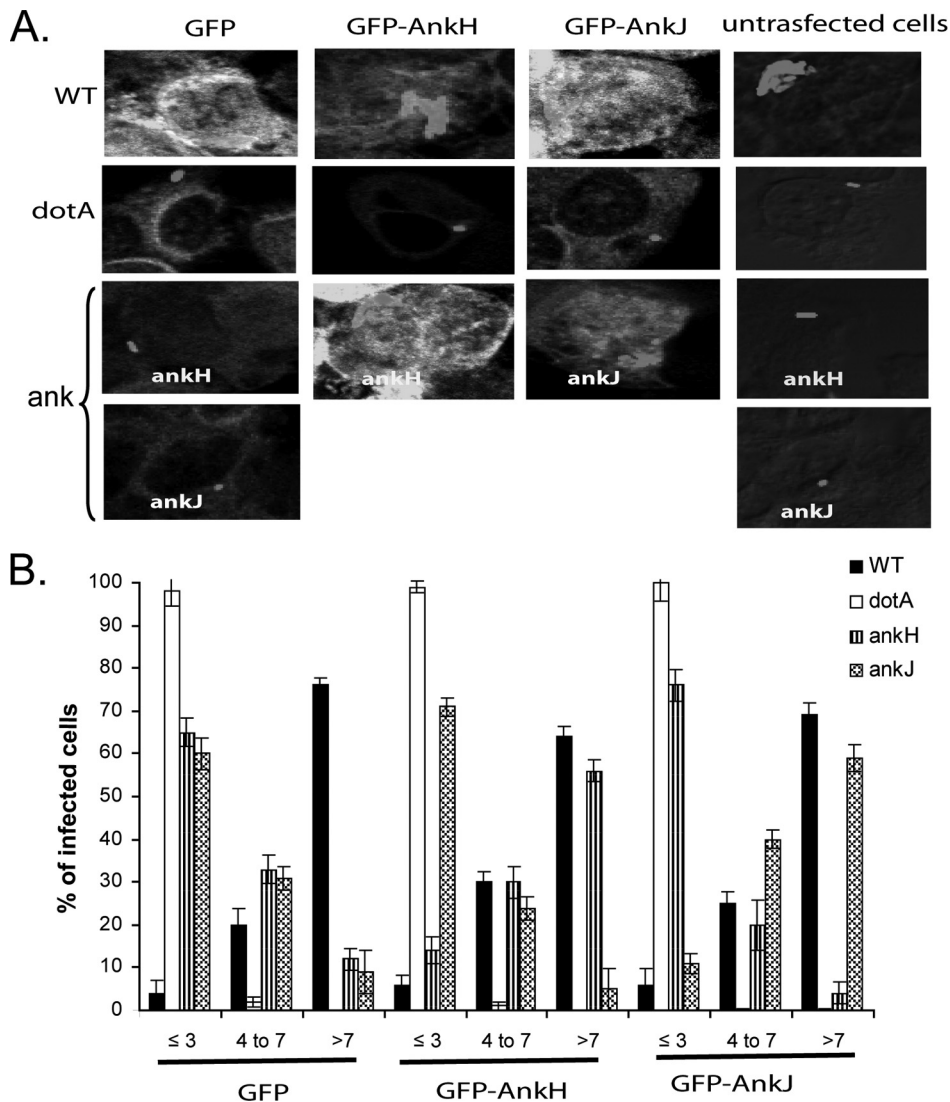 A.
GFP GFP-AnkH GFP-AnkJ untrasfected cells
WT
dotA
ank
ankH ankH ankJ ankH
ankJ ankJ
B.
% of infected cells
100
90
80
70
60
50
40
30
20
10
0
WT
dotA
ankH
ankJ
≤ 3 4 to 7 >7 ≤ 3 4 to 7 >7 ≤ 3 4 to 7 >7
GFP GFP-AnkH GFP-AnkJ